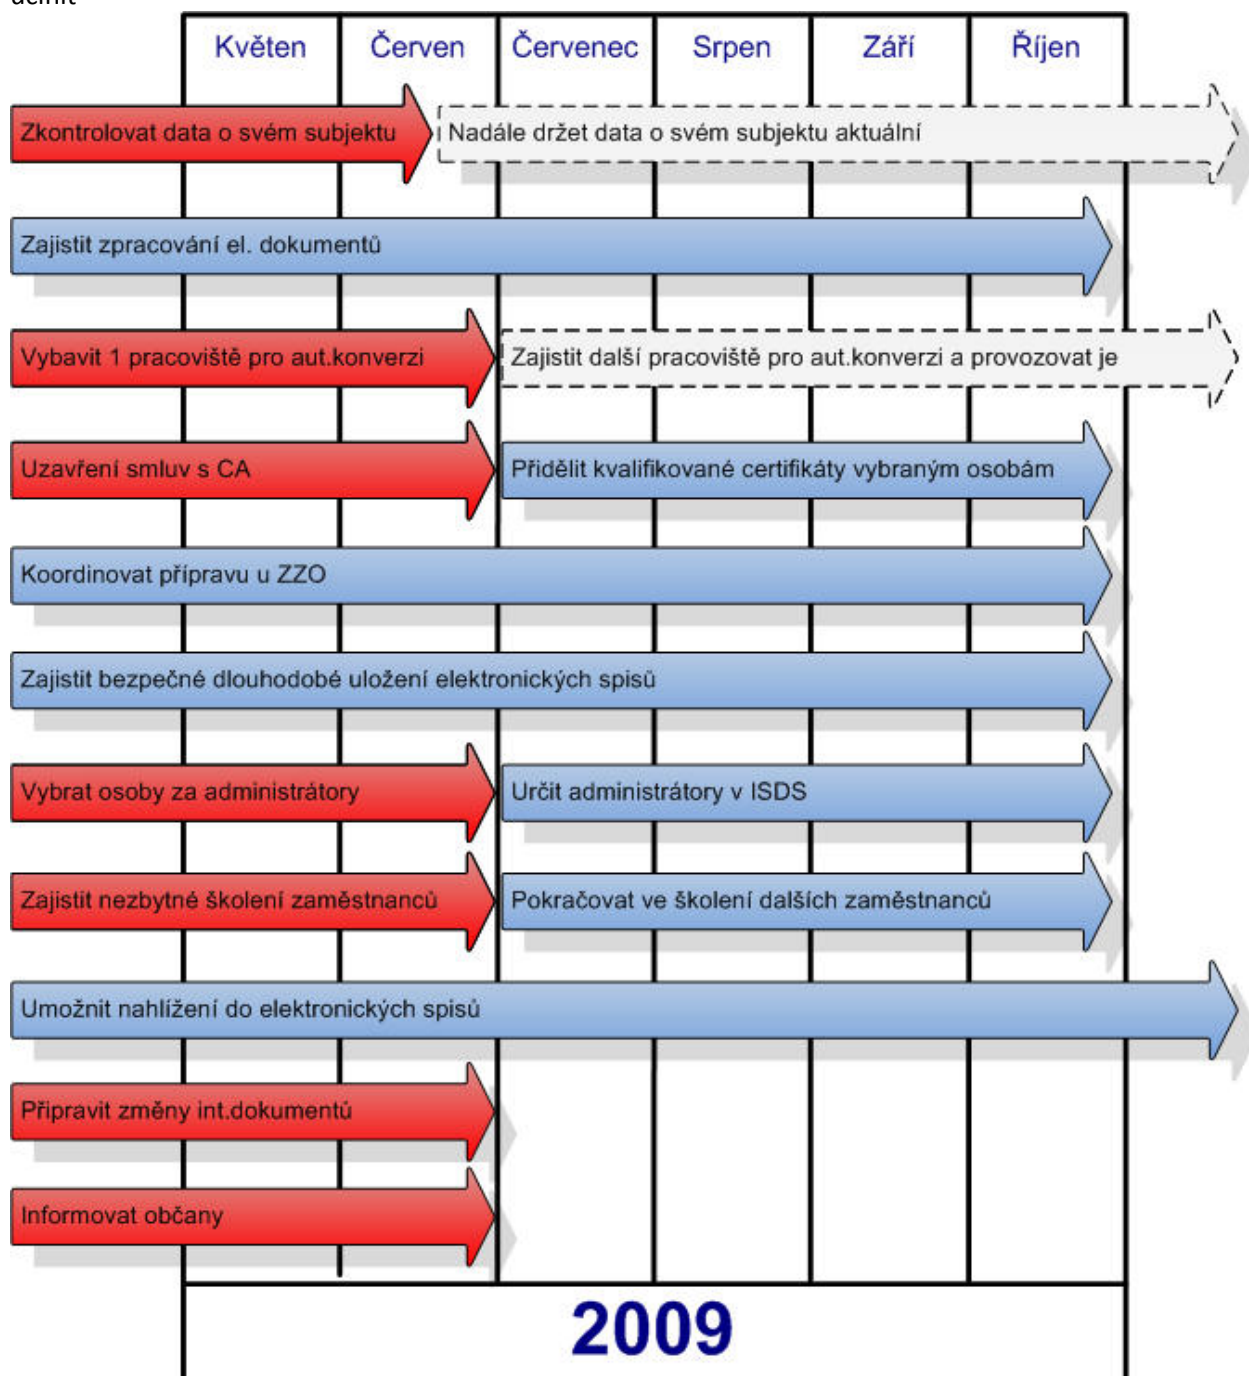 učinit
Květen Červen Červenec Srpen Září Říjen
Zkontrolovat data o svém subjektu Nadále držet data o svém subjektu aktuální
Zajistit zpracování el. dokumentů
Vybavit 1 pracoviště pro aut.konverzi Zajistit další pracoviště pro aut.konverzi a provozovat je
Uzavření smluv s CA Přidělit kvalifikované certifikáty vybraným osobám
Koordinovat přípravu u ZZO
Zajistit bezpečné dlouhodobé uložení elektronických spisů
Vybrat osoby za administrátory Určit administrátory v ISDS
Zajistit nezbytné školení zaměstnanců Pokračovat ve školení dalších zaměstnanců
Umožnit nahlížení do elektronických spisů
Připravit změny int.dokumentů
Informovat občany
2009